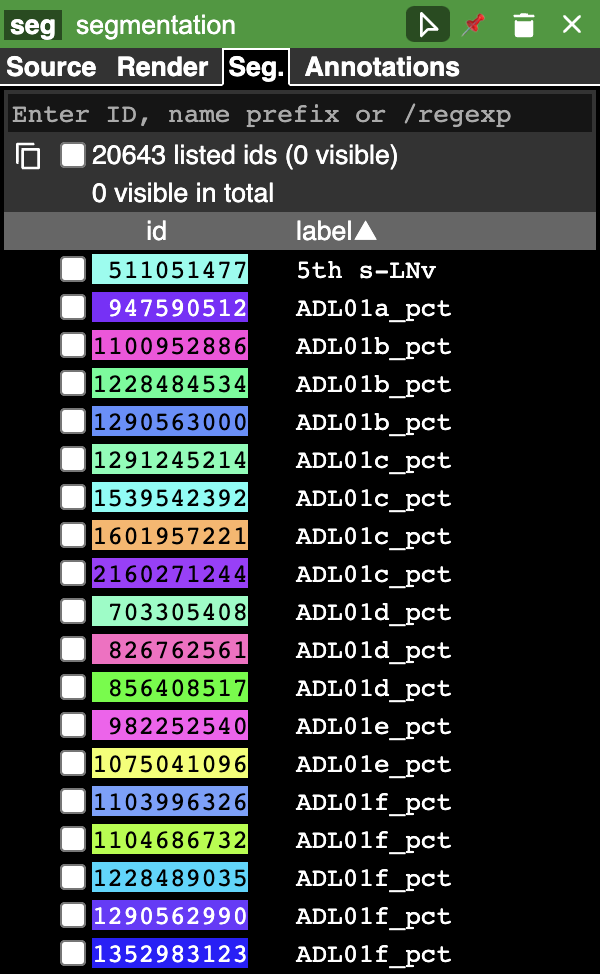 seg segmentation
Source Render Seg. Annotations
Enter ID, name prefix or /regexp
20643 listed ids (0 visible)
0 visible in total
id label▲
511051477 5th s-LNv
947590512 ADL01a_pct
1100952886 ADL01b_pct
1228484534 ADL01b_pct
1290563000 ADL01b_pct
1291245214 ADL01c_pct
1539542392 ADL01c_pct
1601957221 ADL01c_pct
2160271244 ADL01c_pct
703305408 ADL01d_pct
826762561 ADL01d_pct
856408517 ADL01d_pct
982252540 ADL01e_pct
1075041096 ADL01e_pct
1103996326 ADL01f_pct
1104686732 ADL01f_pct
1228489035 ADL01f_pct
1290562990 ADL01f_pct
1352983123 ADL01f_pct